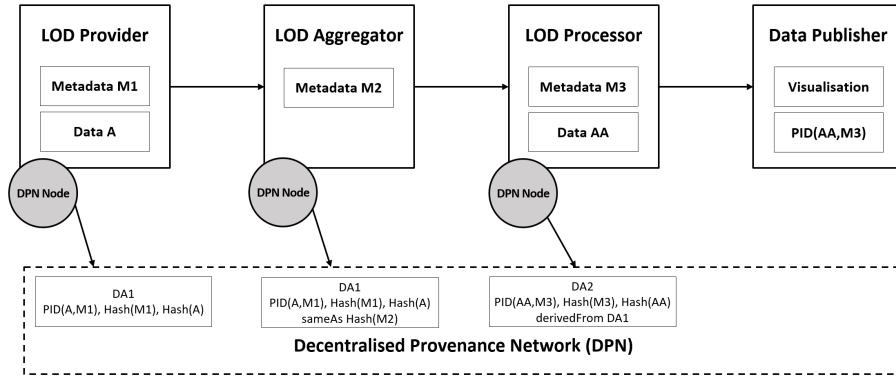 LOD Provider
Metadata M1
Data A
DPN Node
LOD Aggregator
Metadata M2
DPN Node
LOD Processor
Metadata M3
Data AA
DPN Node
Data Publisher
Visualisation
PID(AA,M3)
DA1
PID(A,M1), Hash(M1), Hash(A)
DA1
PID(A,M1), Hash(M1), Hash(A)
sameAs Hash(M2)
DA2
PID(AA,M3), Hash(M3), Hash(AA)
derivedFrom DA1
Decentralised Provenance Network (DPN)